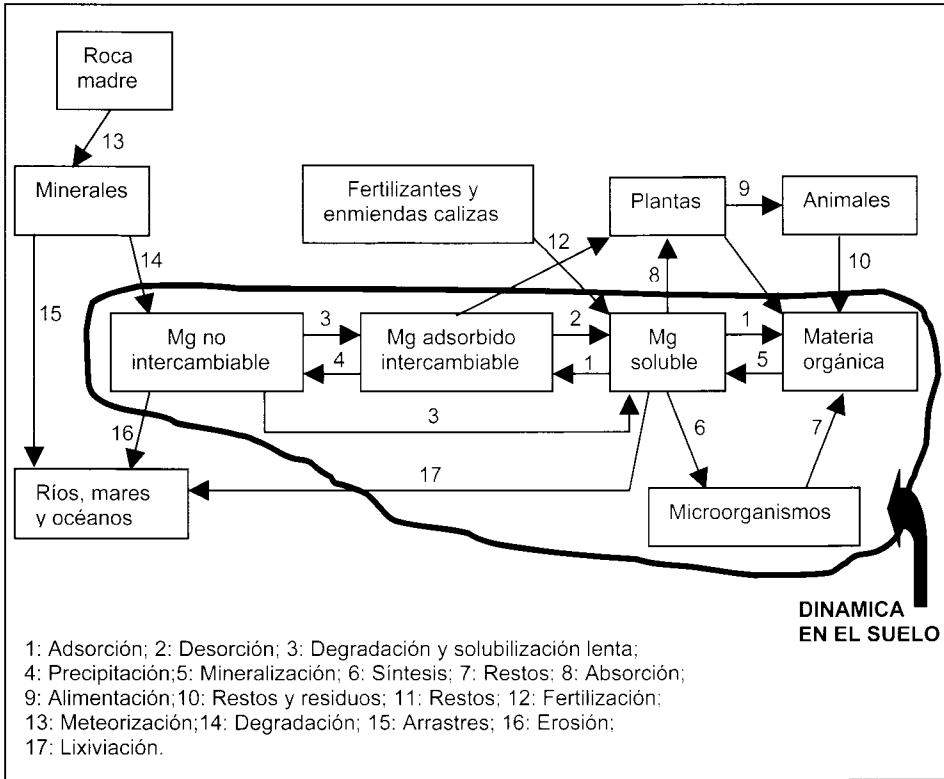 Roca
madre
13
Minerales
Fertilizantes y
enmiendas calizas
Plantas
9
Animales
14
12
8
10
15
Mg no
intercambiable
3
4
Mg adsorbido
intercambiable
2
1
Mg
soluble
1
5
Materia
orgánica
3
16
6
7
17
Ríos, mares
y océanos
Microorganismos
DINAMICA
EN EL SUELO
1: Adsorción; 2: Desorción; 3: Degradación y solubilización lenta;
4: Precipitación;5: Mineralización; 6: Síntesis; 7: Restos; 8: Absorción;
9: Alimentación;10: Restos y residuos; 11: Restos; 12: Fertilización;
13: Meteorización;14: Degradación; 15: Arrastres; 16: Erosión;
17: Lixiviación.